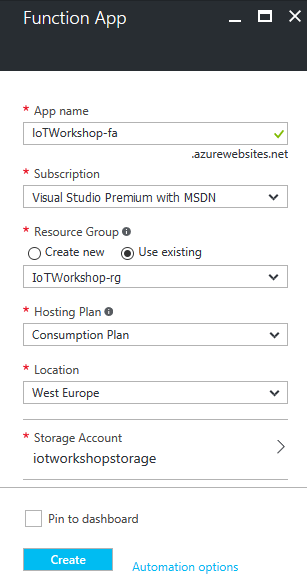 Function App
* App name
IoTWorkshop-fa
.azurewebsites.net
* Subscription
Visual Studio Premium with MSDN
* Resource Group
Create new Use existing
IoTWorkshop-rg
* Hosting Plan
Consumption Plan
* Location
West Europe
* Storage Account
iotworkshopstorage
Pin to dashboard
Create Automation options